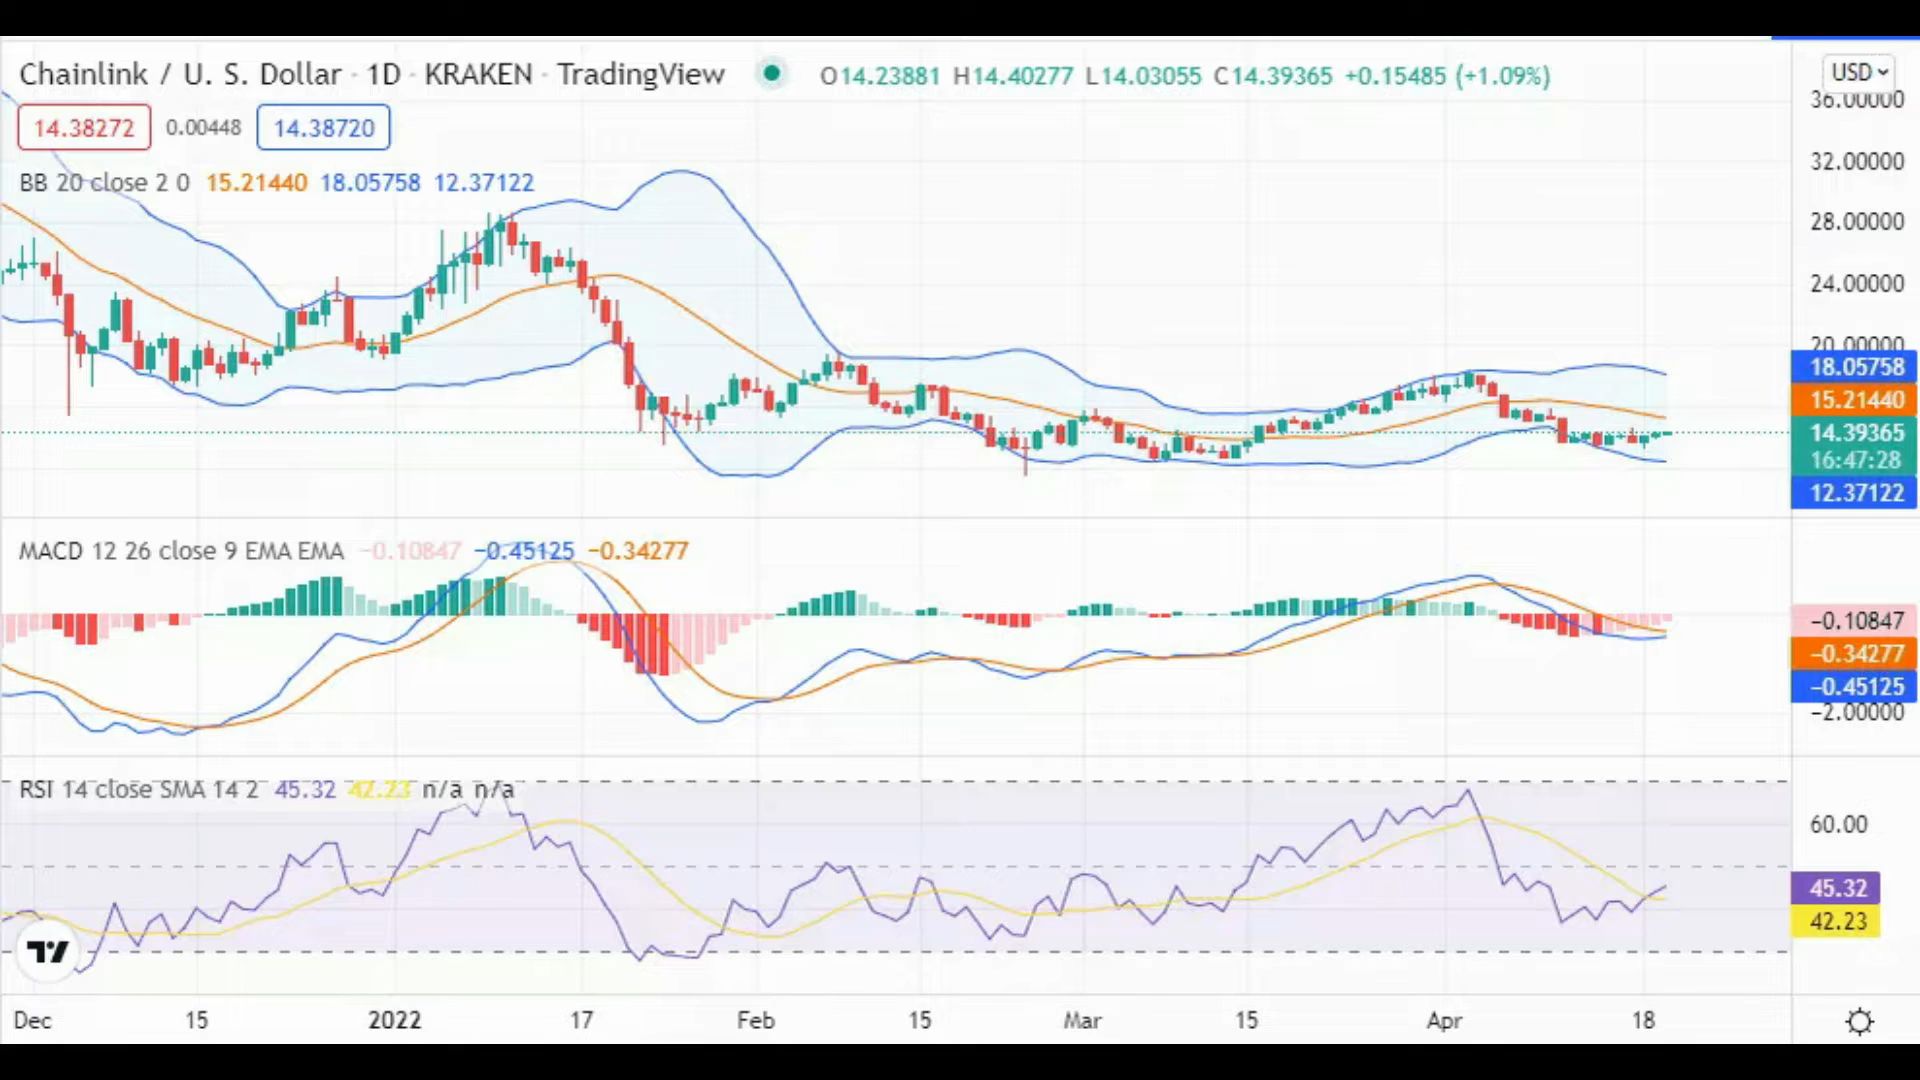 Chainlink / U. S. Dollar · 1D · KRAKEN · TradingView O14.23881 H14.40277 L14.03055 C14.39365 +0.15485 (+1.09%)
USD
36.00000
14.38272 0.00448 14.38720
32.00000
BB 20 close 2 0 15.21440 18.05758 12.37122
28.00000
24.00000
20.00000
18.05758
15.21440
14.39365
16:47:28
12.37122
MACD 12 26 close 9 EMA EMA −0.10847 −0.45125 −0.34277
−0.10847
−0.34277
−0.45125
−2.00000
RSI 14 close SMA 14 2 45.32 42.23 n/a n/a
60.00
45.32
42.23
Dec 15 2022 17 Feb 15 Mar 15 Apr 18